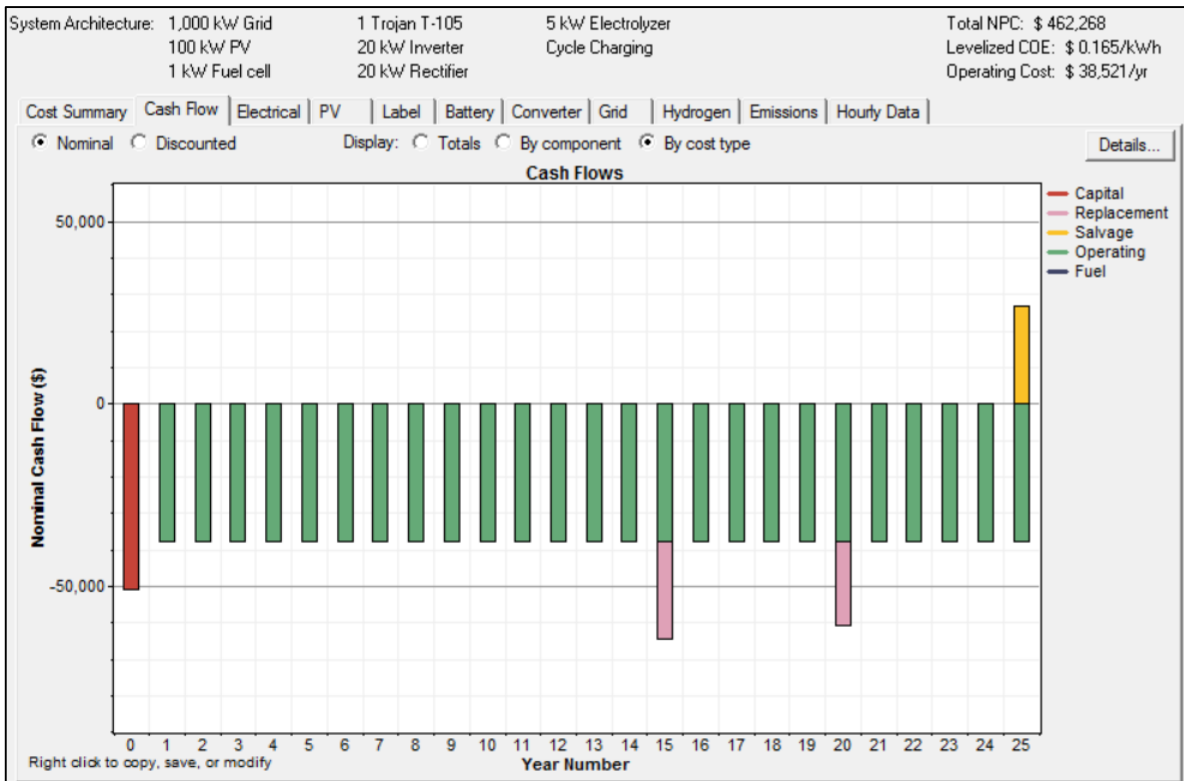 System Architecture: 1,000 kW Grid 1 Trojan T-105 5 kW Electrolyzer Total NPC: $ 462,268
100 kW PV 20 kW Inverter Cycle Charging Levelized COE: $ 0.165/kWh
1 kW Fuel cell 20 kW Rectifier Operating Cost: $ 38,521/yr
Cost Summary Cash Flow Electrical PV Label Battery Converter Grid Hydrogen Emissions Hourly Data
Nominal Discounted Display: Totals By component By cost type Details...
Cash Flows
Capital
Replacement
Salvage
Operating
Fuel
Nominal Cash Flow ($)
50,000
0
-50,000
0 1 2 3 4 5 6 7 8 9 10 11 12 13 14 15 16 17 18 19 20 21 22 23 24 25
Right click to copy, save, or modify Year Number